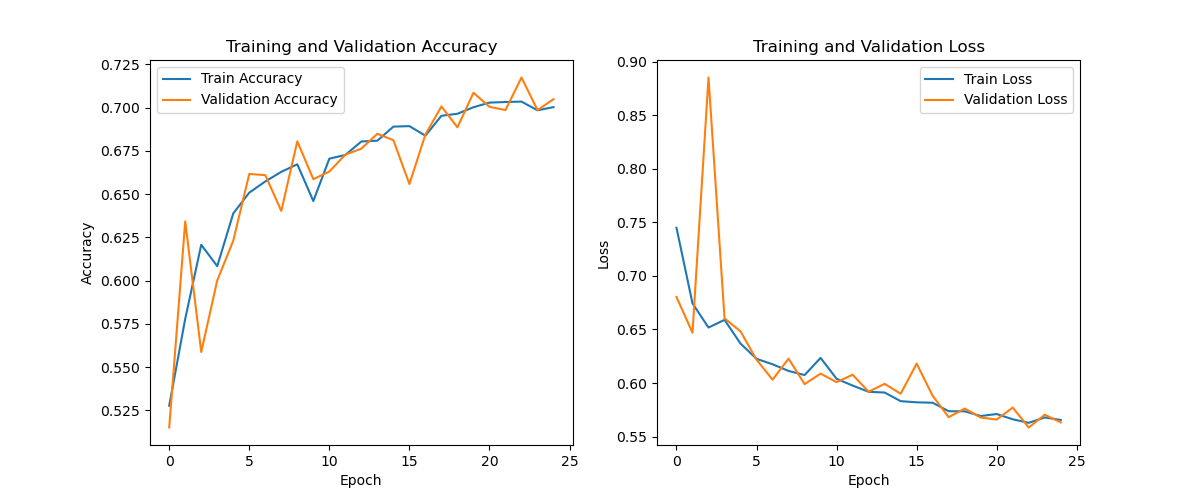 Training and Validation Accuracy
Train Accuracy
Validation Accuracy
0.725
0.700
0.675
0.650
0.625
0.600
0.575
0.550
0.525
Accuracy
0
5
10
15
20
25
Epoch
Training and Validation Loss
Train Loss
Validation Loss
0.90
0.85
0.80
0.75
0.70
0.65
0.60
0.55
Loss
0
5
10
15
20
25
Epoch